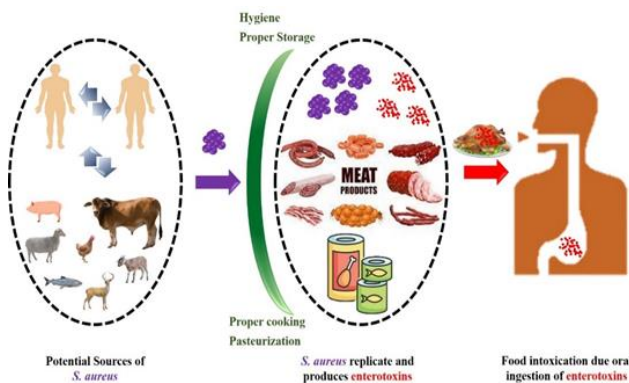 Hygiene
Proper Storage
MEAT
PRODUCTS
Proper cooking
Pasteurization
Potential Sources of
S. aureus
S. aureus replicate and
produces enterotoxins
Food intoxication due ora
ingestion of enterotoxins